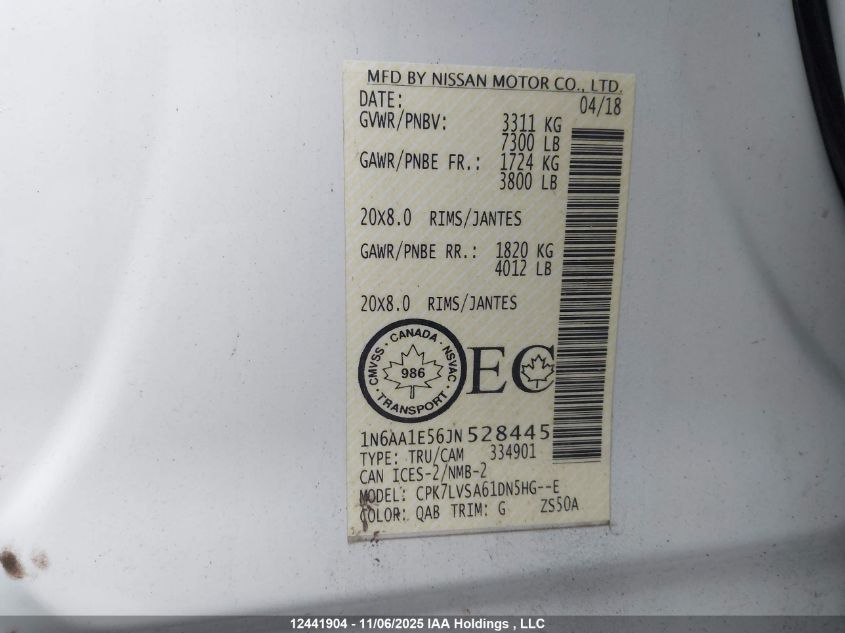 MFD BY NISSAN MOTOR CO., LTD.
DATE: 04/18
GVWR/PNBV: 3311 KG
7300 LB
GAWR/PNBE FR.: 1724 KG
3800 LB
20X8.0 RIMS/JANTES
GAWR/PNBE RR.: 1820 KG
4012 LB
20X8.0 RIMS/JANTES
CMVSS · CANADA · NSVAC · TRANSPORT ·
986
EC
1N6AA1E56JN528445
TYPE: TRU/CAM 334901
CAN ICES-2/NMB-2
MODEL: CPK7LVSA61DN5HG--E
COLOR: QAB TRIM: G ZS50A
12441904 - 11/06/2025 IAA Holdings , LLC